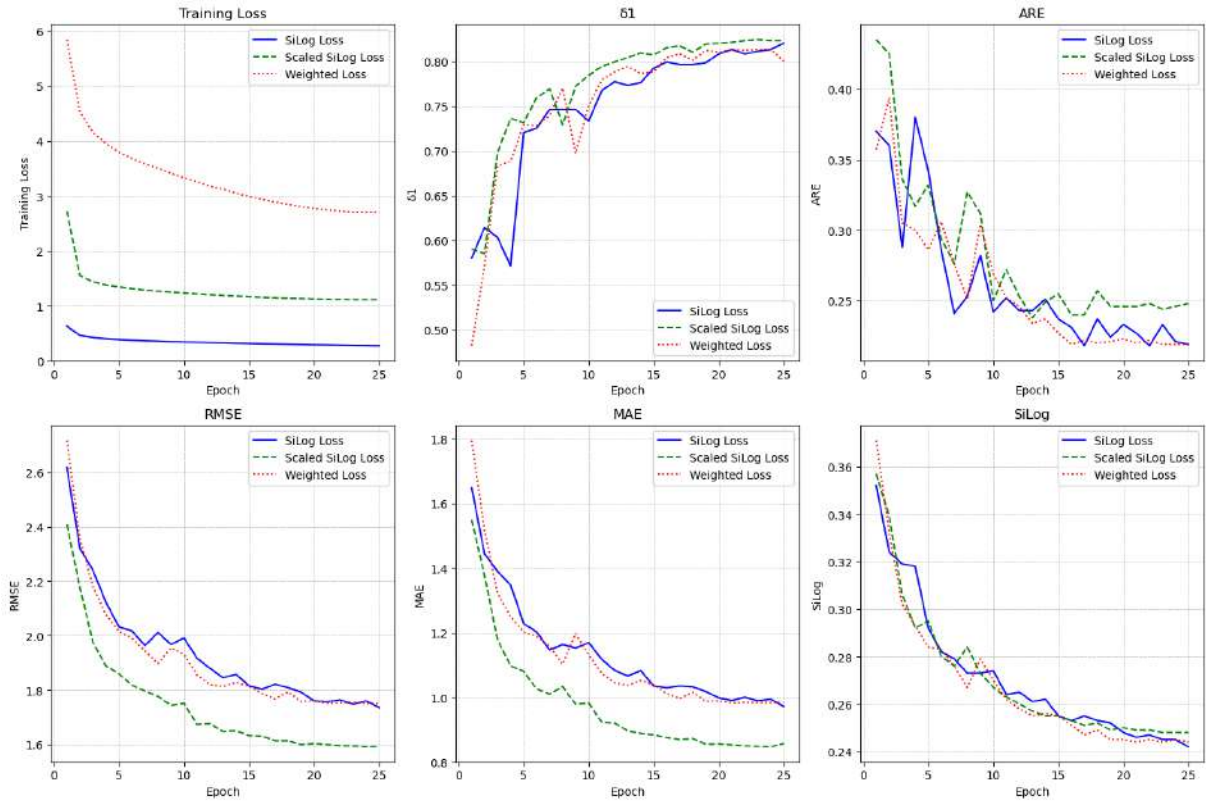 Training Loss
6
5
4
3
2
1
0
Training Loss
0
5
10
15
20
25
Epoch
SiLog Loss
Scaled SiLog Loss
Weighted Loss
δ1
0.80
0.75
0.70
0.65
0.60
0.55
0.50
δ1
0
5
10
15
20
25
Epoch
SiLog Loss
Scaled SiLog Loss
Weighted Loss
ARE
0.40
0.35
0.30
0.25
ARE
0
5
10
15
20
25
Epoch
SiLog Loss
Scaled SiLog Loss
Weighted Loss
RMSE
2.6
2.4
2.2
2.0
1.8
1.6
RMSE
0
5
10
15
20
25
Epoch
SiLog Loss
Scaled SiLog Loss
Weighted Loss
MAE
1.8
1.6
1.4
1.2
1.0
0.8
MAE
0
5
10
15
20
25
Epoch
SiLog Loss
Scaled SiLog Loss
Weighted Loss
SiLog
0.36
0.34
0.32
0.30
0.28
0.26
0.24
SiLog
0
5
10
15
20
25
Epoch
SiLog Loss
Scaled SiLog Loss
Weighted Loss